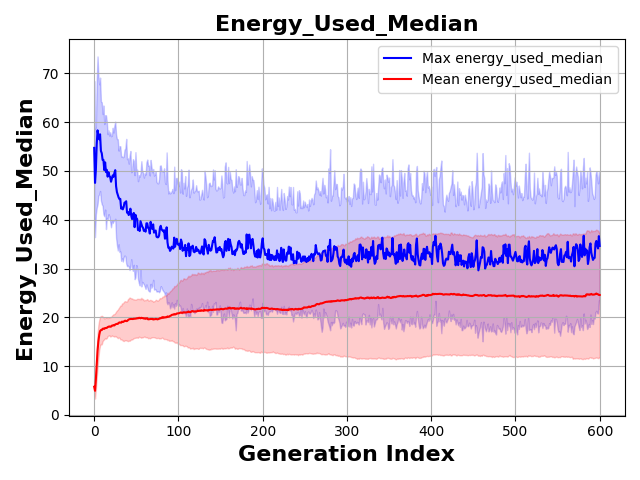 Energy_Used_Median
Max energy_used_median
Mean energy_used_median
Energy_Used_Median
70
60
50
40
30
20
10
0
0 100 200 300 400 500 600
Generation Index